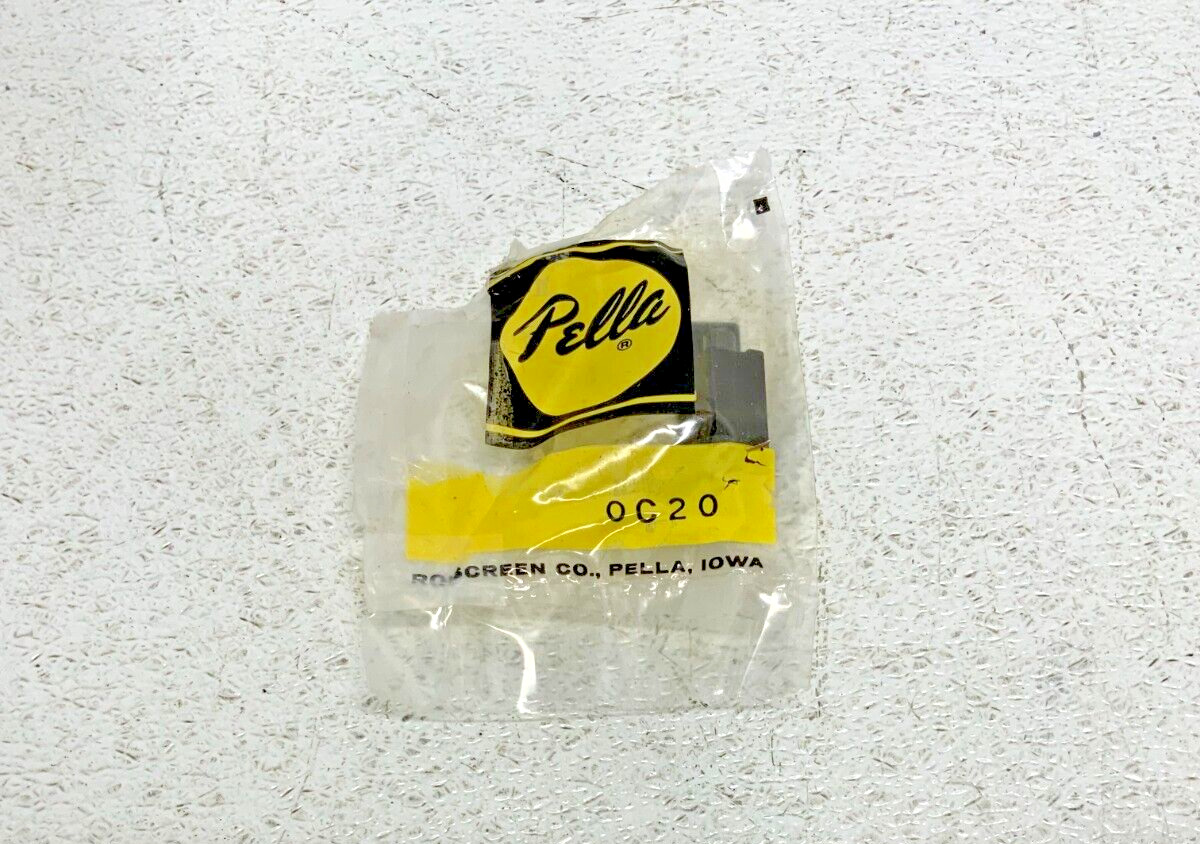 Pella
®
0C20
SCREEN CO., PELLA, IOWA